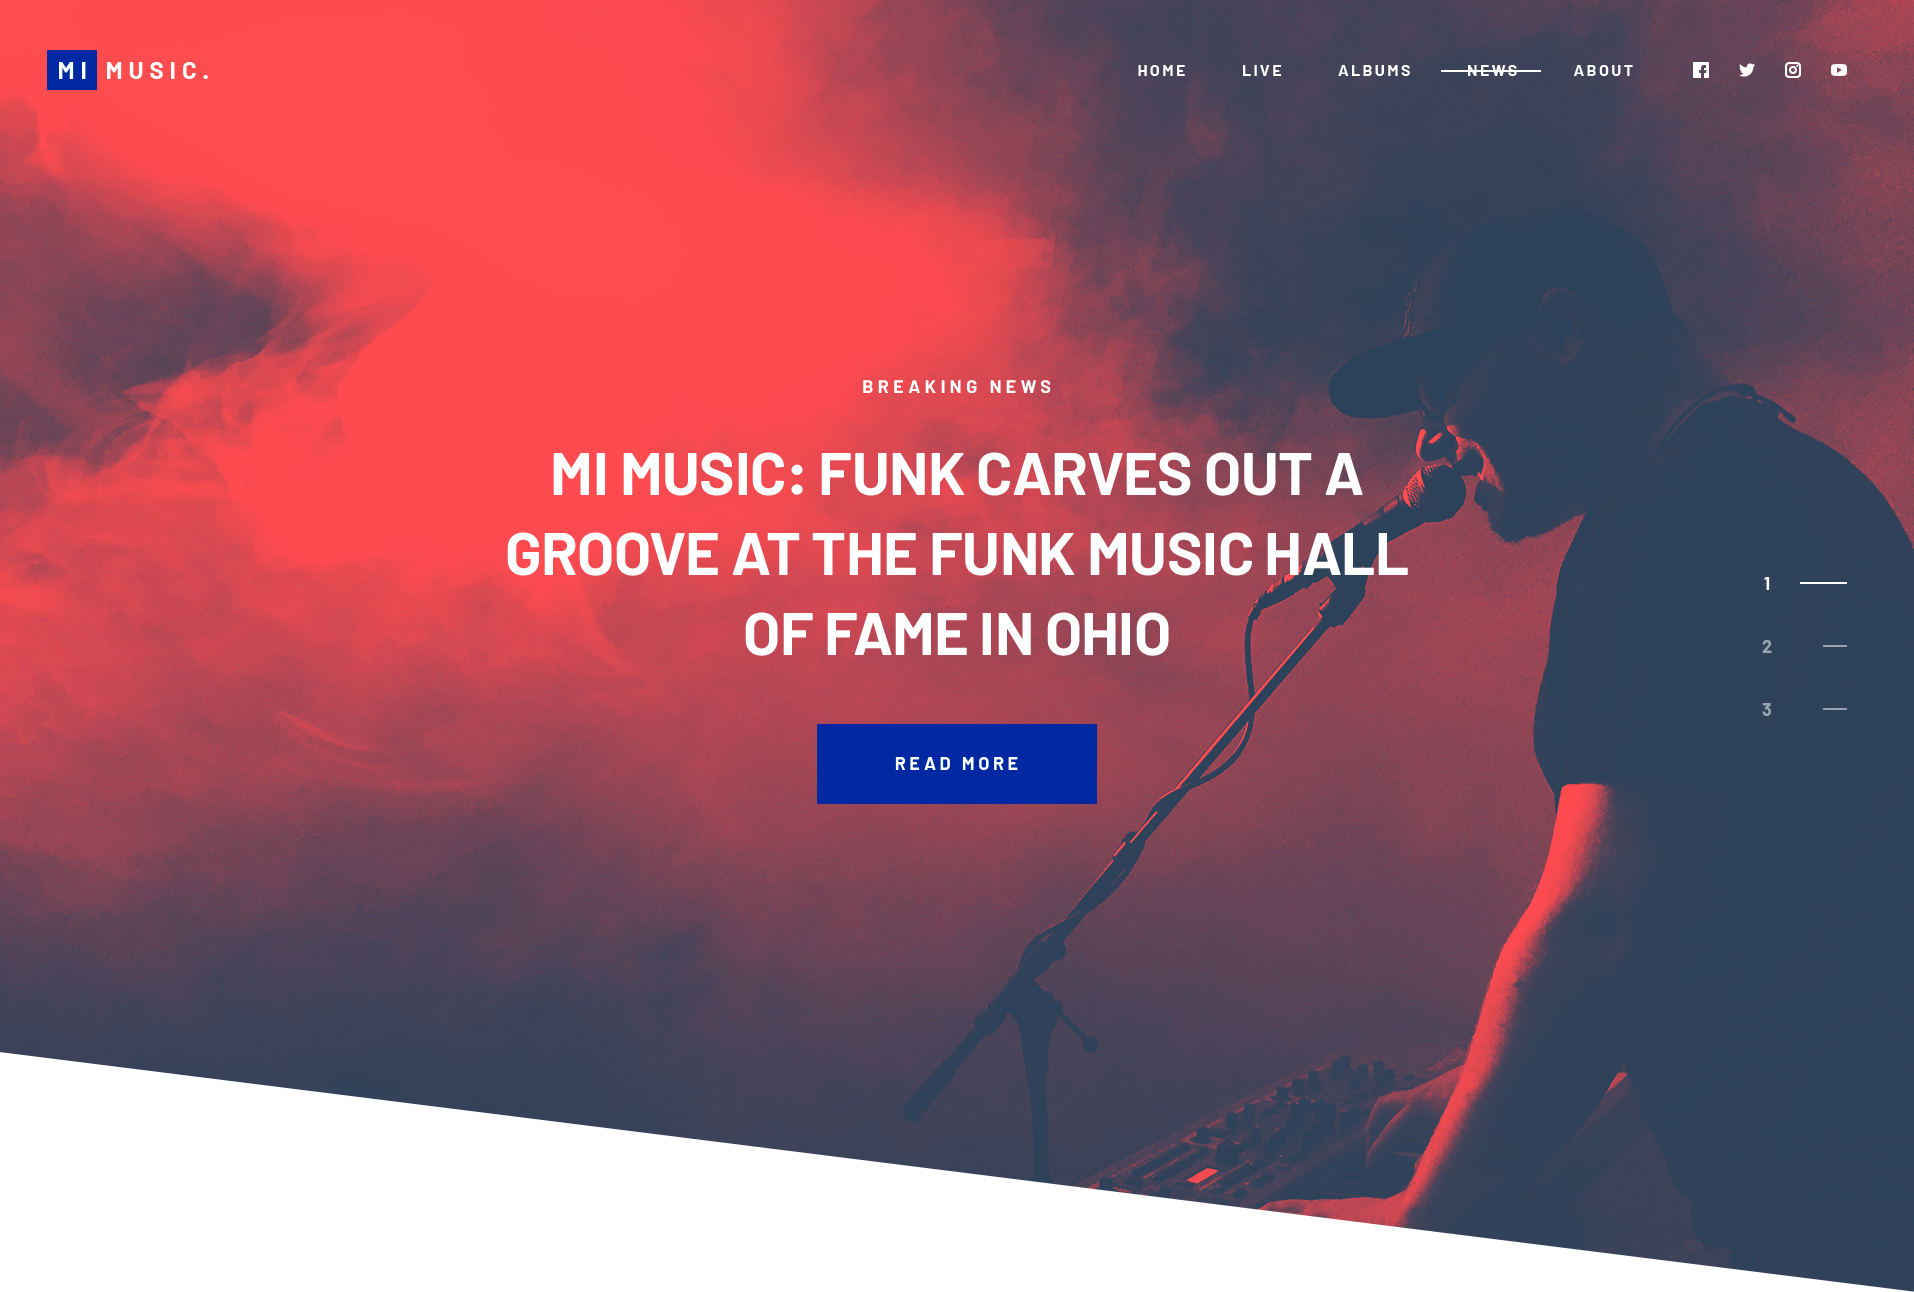 MI MUSIC.
HOME LIVE ALBUMS NEWS ABOUT
BREAKING NEWS
MI MUSIC: FUNK CARVES OUT A
GROOVE AT THE FUNK MUSIC HALL
OF FAME IN OHIO
1
2
3
READ MORE